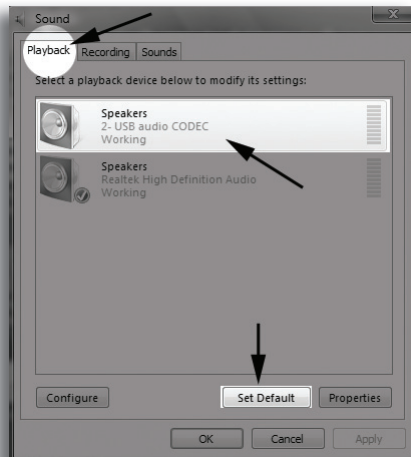 Sound
Playback Recording Sounds
Select a playback device below to modify its settings:
Speakers
2- USB audio CODEC
Working
Speakers
Realtek High Definition Audio
Working
Configure Set Default Properties
OK Cancel Apply